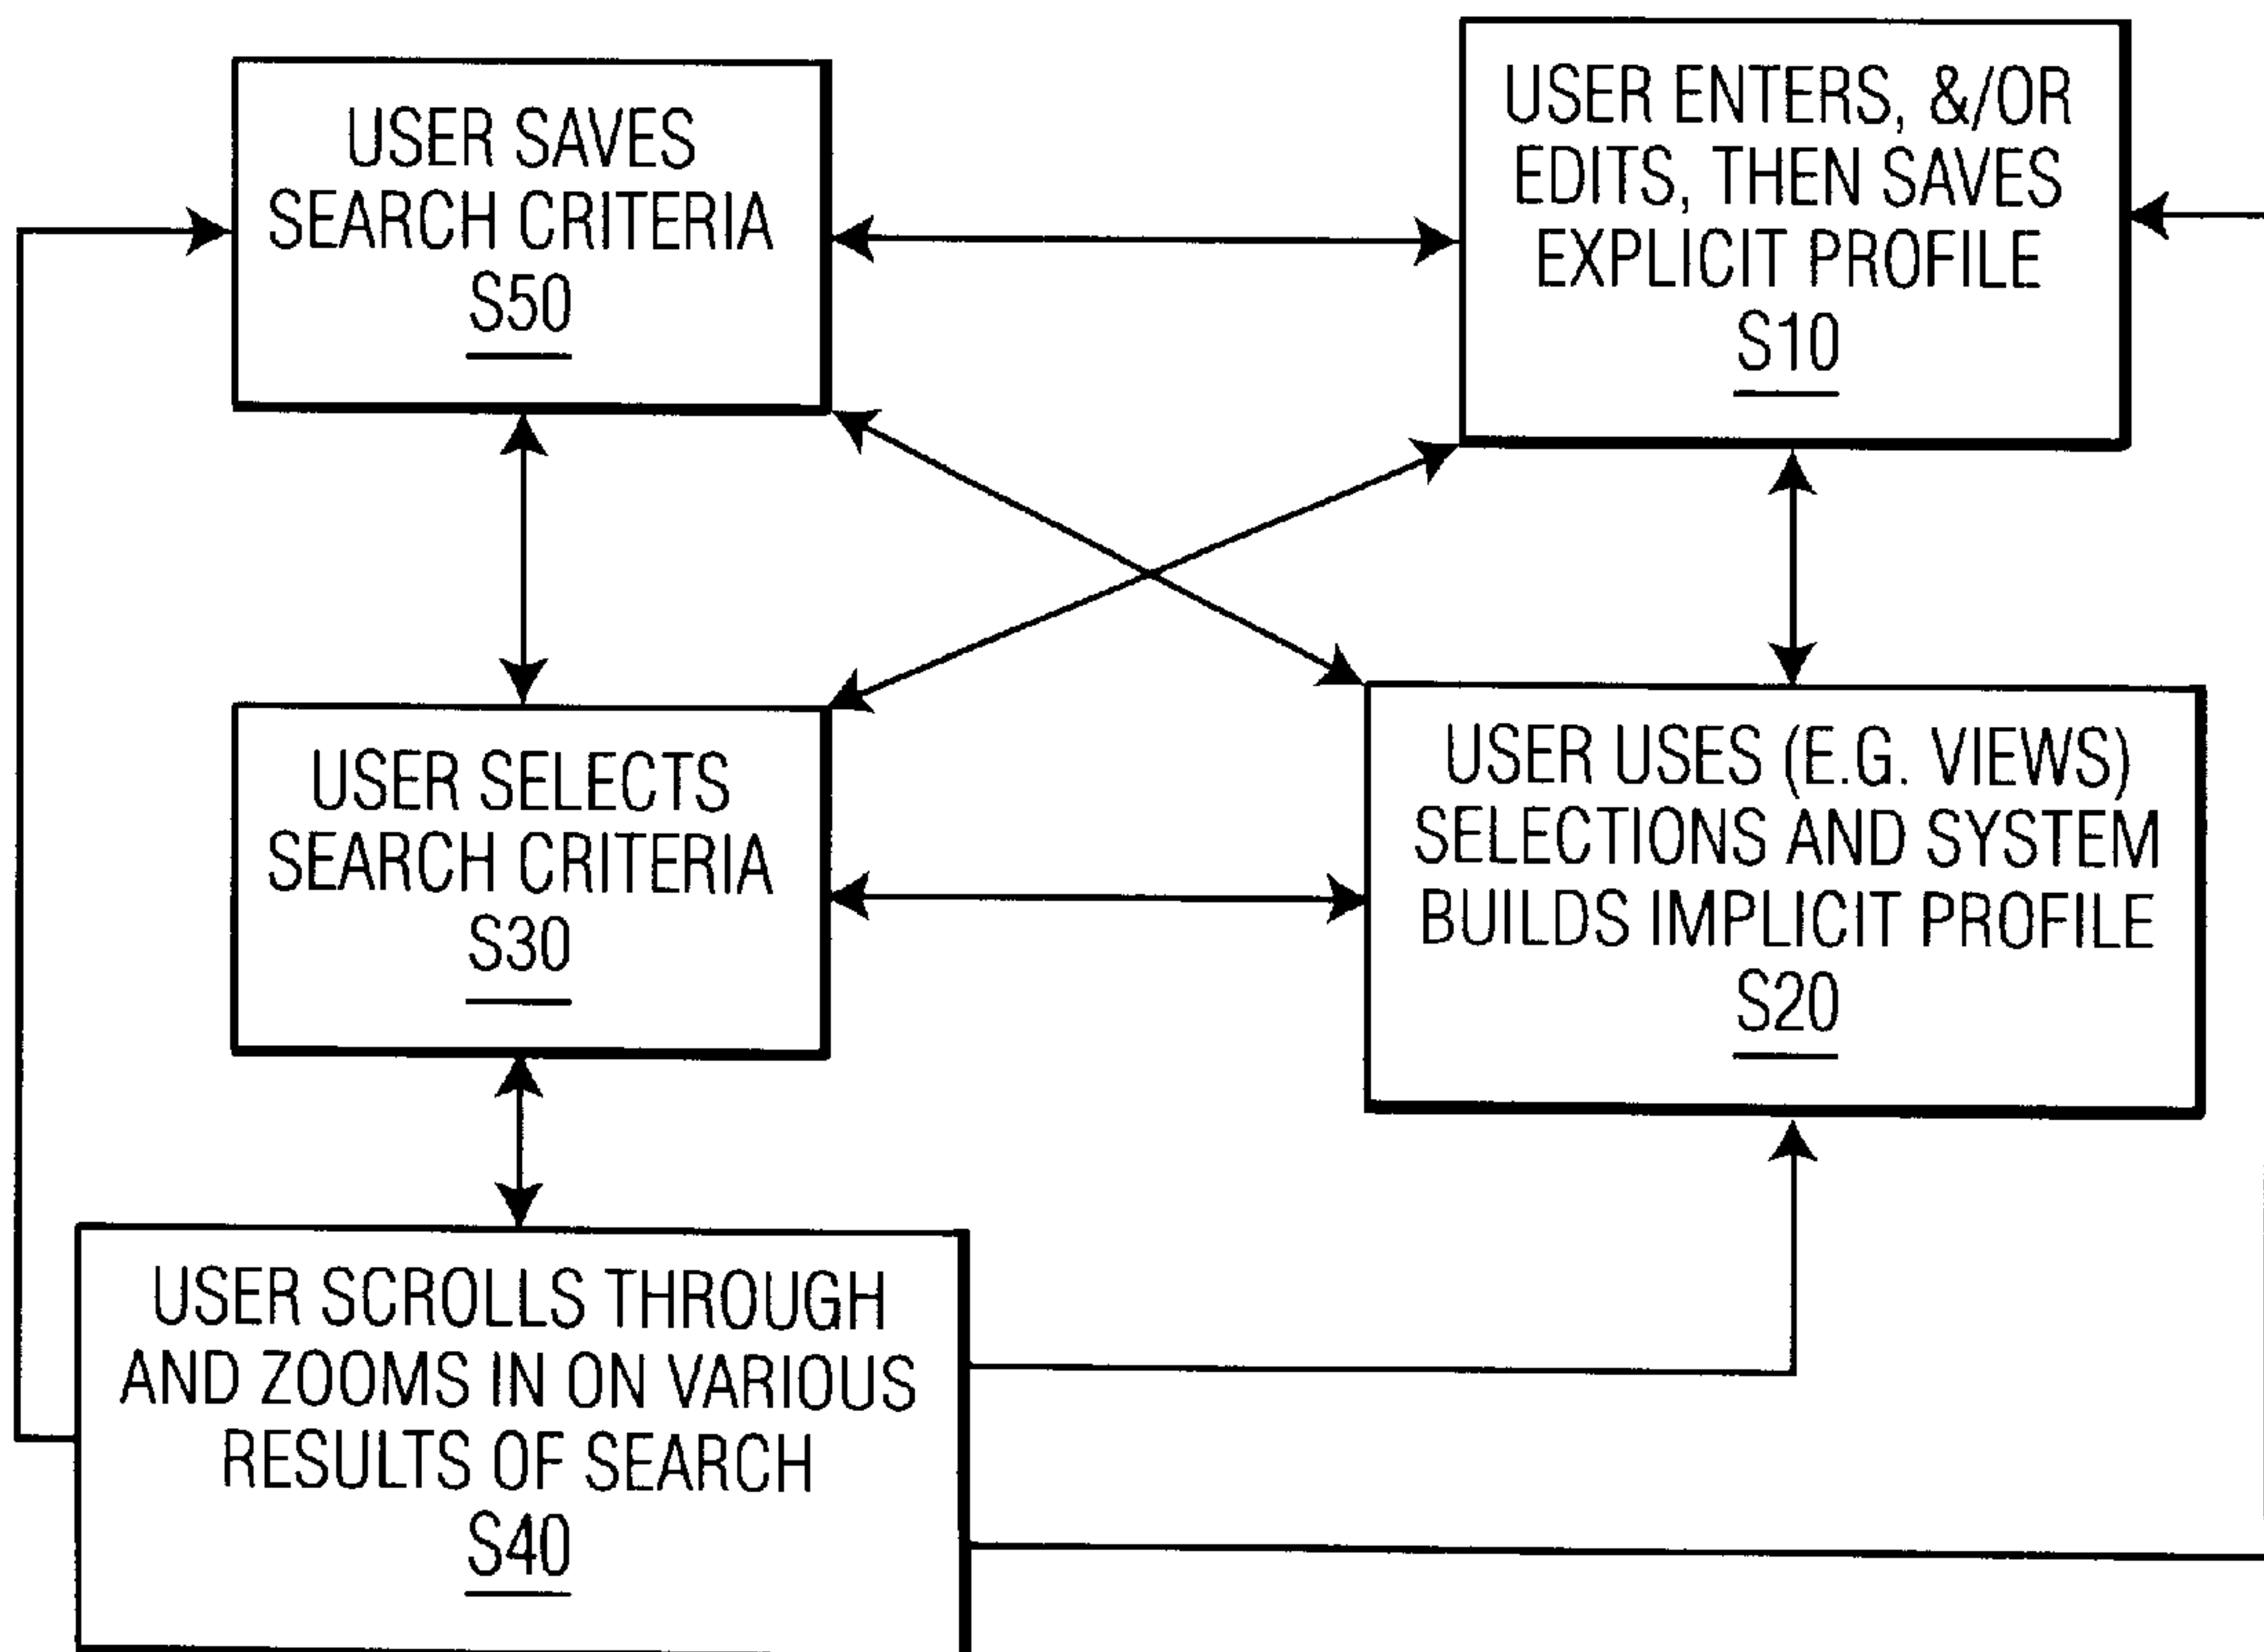 USER SAVES
SEARCH CRITERIA
S50
USER ENTERS, &/OR
EDITS, THEN SAVES
EXPLICIT PROFILE
S10
USER SELECTS
SEARCH CRITERIA
S30
USER USES (E.G. VIEWS)
SELECTIONS AND SYSTEM
BUILDS IMPLICIT PROFILE
S20
USER SCROLLS THROUGH
AND ZOOMS IN ON VARIOUS
RESULTS OF SEARCH
S40